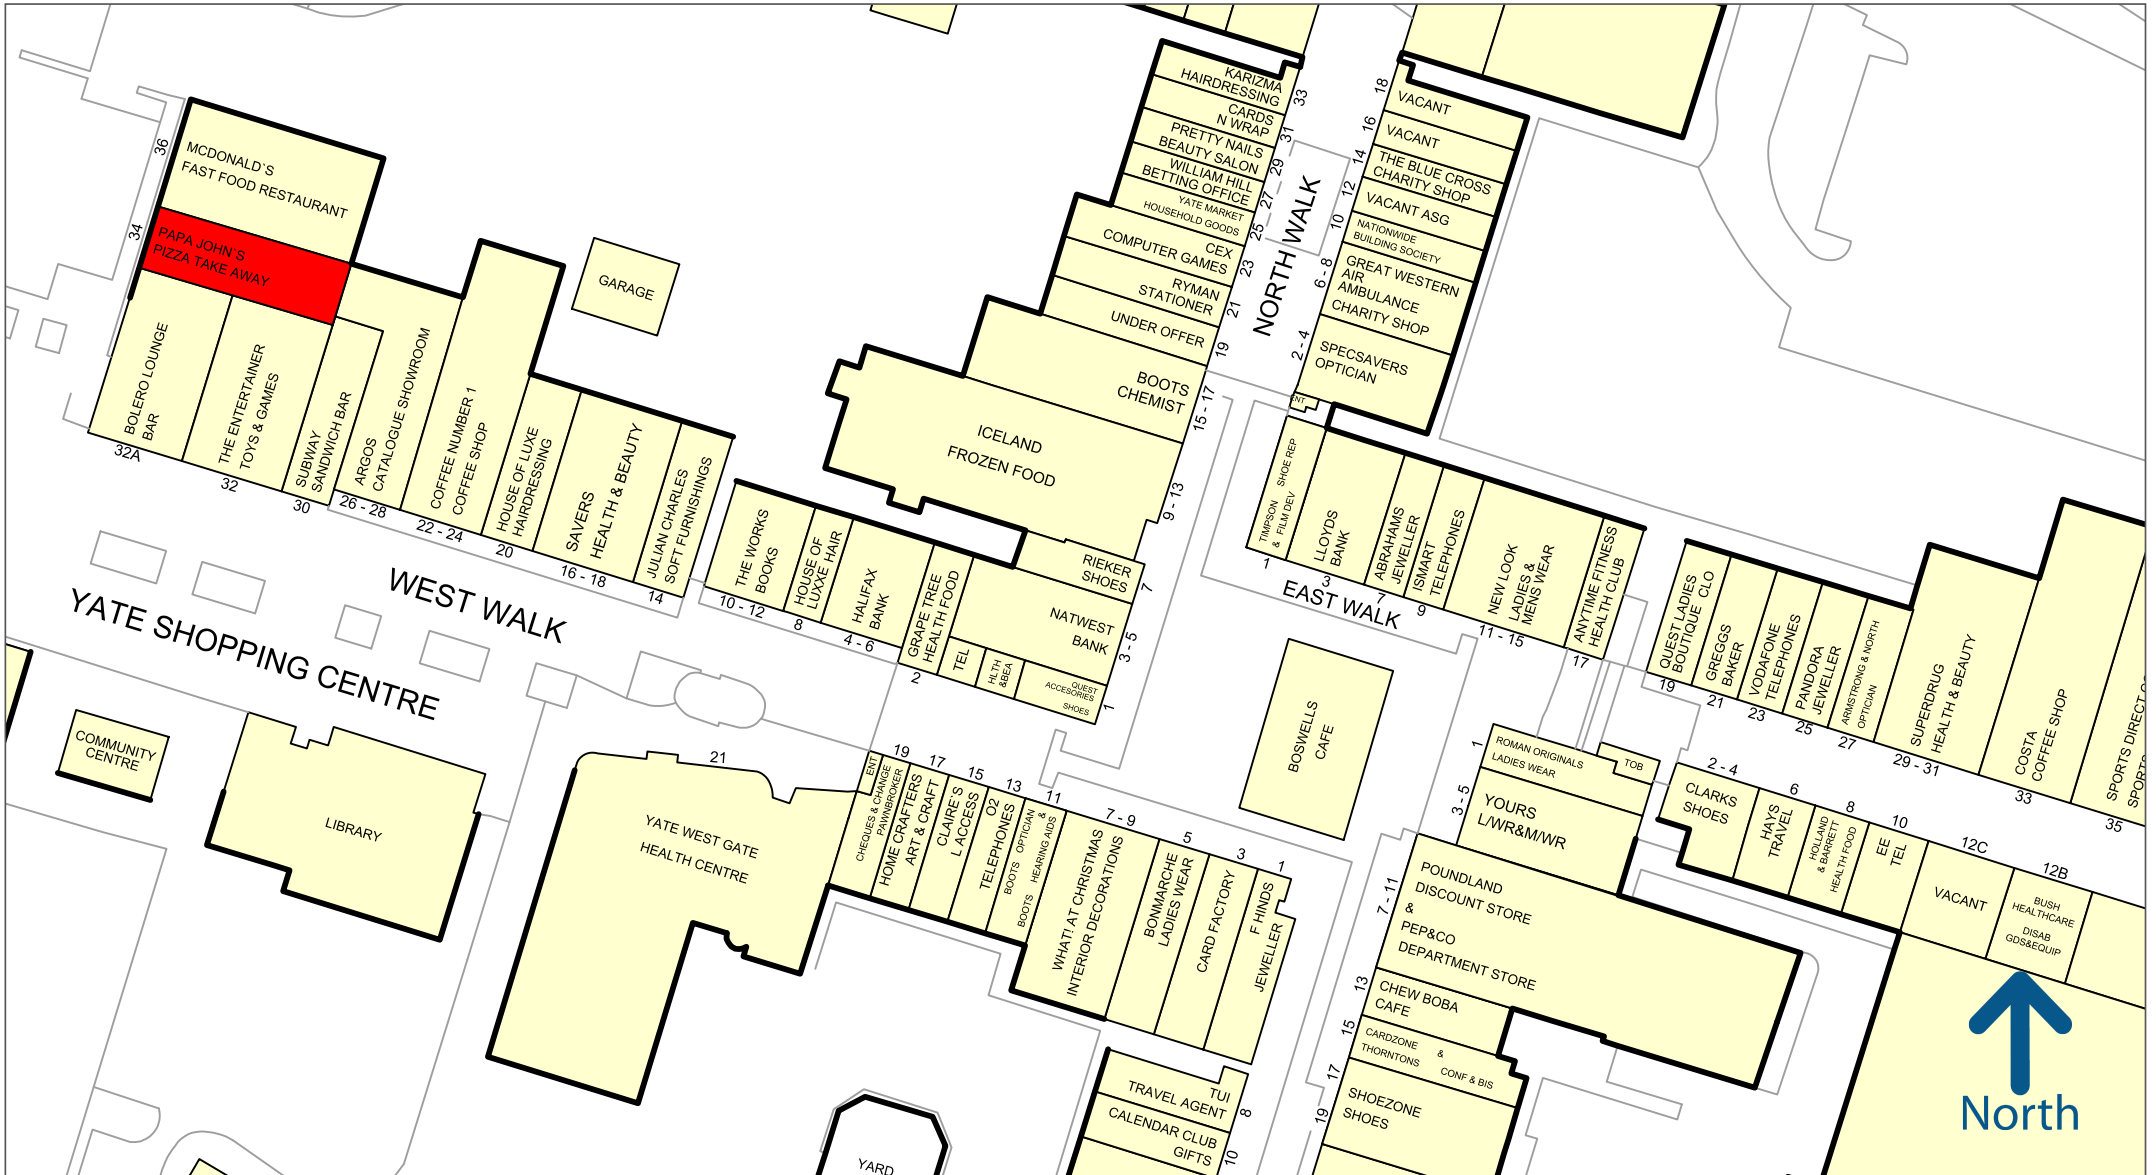 MCDONALD`S
FAST FOOD RESTAURANT
36
PAPA JOHN`S
PIZZA TAKE AWAY
34
BOLERO LOUNGE
BAR
32A
THE ENTERTAINER
TOYS & GAMES
32
SUBWAY
SANDWICH BAR
30
ARGOS
CATALOGUE SHOWROOM
26 - 28
COFFEE NUMBER 1
COFFEE SHOP
22 - 24
HOUSE OF LUXE
HAIRDRESSING
20
SAVERS
HEALTH & BEAUTY
16 - 18
JULIAN CHARLES
SOFT FURNISHINGS
14
GARAGE
THE WORKS
BOOKS
10 - 12
HOUSE OF
LUXXE HAIR
8
HALIFAX
BANK
4 - 6
GRAPE TREE
HEALTH FOOD
2
TEL
HLTH
&BEA
QUEST
ACCESORIES
SHOES
1
NATWEST
BANK
3 - 5
RIEKER
SHOES
7
ICELAND
FROZEN FOOD
9 - 13
BOOTS
CHEMIST
15 - 17
UNDER OFFER
19
RYMAN
STATIONER
21
CEX
COMPUTER GAMES
23
YATE MARKET
HOUSEHOLD GOODS
25
WILLIAM HILL
BETTING OFFICE
27
PRETTY NAILS
BEAUTY SALON
29
CARDS
N WRAP
31
KARIZMA
HAIRDRESSING
33
NORTH WALK
VACANT
18
VACANT
16
THE BLUE CROSS
CHARITY SHOP
14
VACANT ASG
12
NATIONWIDE
BUILDING SOCIETY
10
GREAT WESTERN
AIR
AMBULANCE
CHARITY SHOP
6 - 8
SPECSAVERS
OPTICIAN
2 - 4
ENT
TIMPSON SHOE REP
& FILM DEV
1
LLOYDS
BANK
3
ABRAHAMS
JEWELLER
7
ISMART
TELEPHONES
9
NEW LOOK
LADIES &
MENS WEAR
11 - 15
ANYTIME FITNESS
HEALTH CLUB
17
EAST WALK
QUEST LADIES
BOUTIQUE CLO
19
GREGGS
BAKER
21
VODAFONE
TELEPHONES
23
PANDORA
JEWELLER
25
ARMSTRONG & NORTH
OPTICIAN
27
SUPERDRUG
HEALTH & BEAUTY
29 - 31
COSTA
COFFEE SHOP
33
SPORTS DIRECT
SPORTS
35
WEST WALK
YATE SHOPPING CENTRE
COMMUNITY
CENTRE
LIBRARY
YATE WEST GATE
HEALTH CENTRE
21
ENT
CHEQUES & CHANGE
PAWNBROKER
19
HOME CRAFTERS
ART & CRAFT
17
CLAIRE'S
L ACCESS
15
O2
TELEPHONES
13
BOOTS OPTICIAN &
BOOTS HEARING AIDS
11
WHAT! AT CHRISTMAS
INTERIOR DECORATIONS
7 - 9
BONMARCHE
LADIES WEAR
5
CARD FACTORY
3
F HINDS
JEWELLER
1
BOSWELLS
CAFE
ROMAN ORIGINALS
LADIES WEAR
1
TOB
YOURS
L/WR&M/WR
3 - 5
POUNDLAND
DISCOUNT STORE
&
PEP&CO
DEPARTMENT STORE
7 - 11
CHEW BOBA
CAFE
13
CARDZONE &
THORNTONS CONF & BIS
15
17
SHOEZONE
SHOES
19
CLARKS
SHOES
2 - 4
HAYS
TRAVEL
6
HOLLAND
& BARRETT
HEALTH FOOD
8
EE
TEL
10
VACANT
12C
BUSH
HEALTHCARE
DISAB
GDS&EQUIP
12B
TUI
TRAVEL AGENT
8
CALENDAR CLUB
GIFTS
10
YARD
North